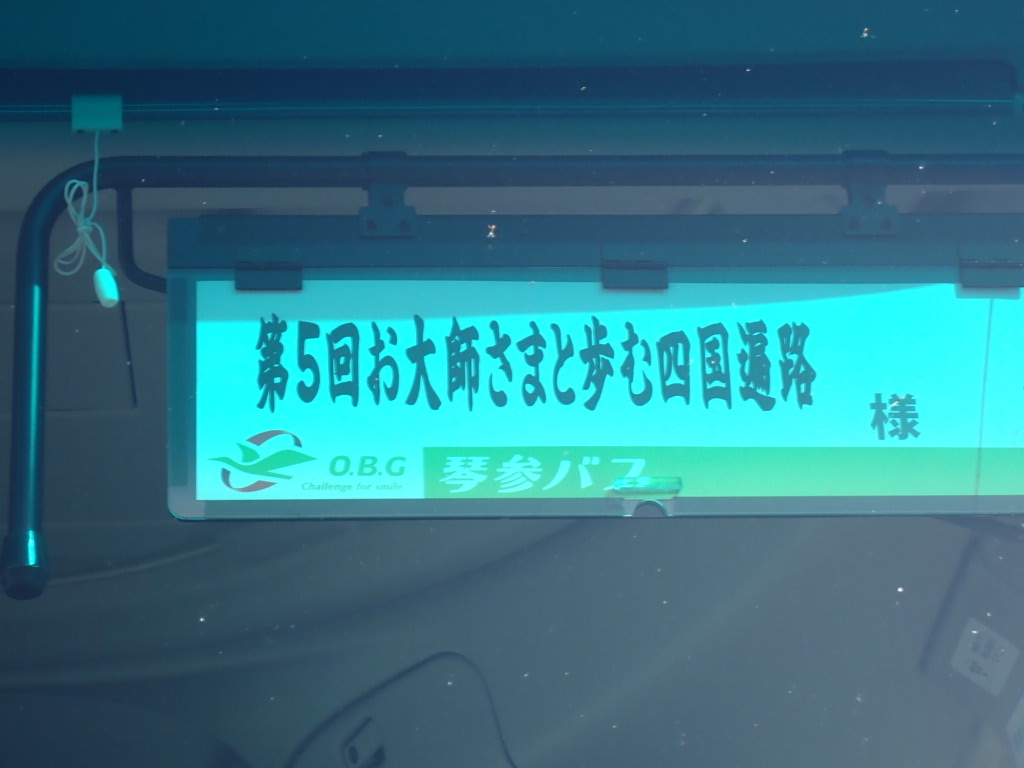 第5回お大師さまと歩む四国遍路
様
O.B.G
Challenge for smile
琴参バス